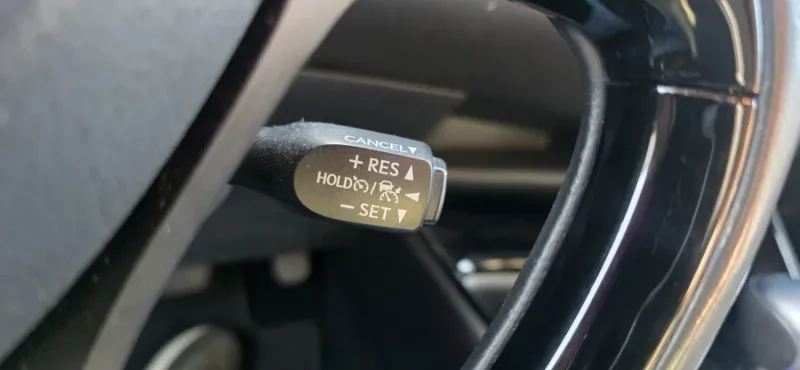 CANCEL▼
+ RES ▲
HOLD / ◄
− SET ▼